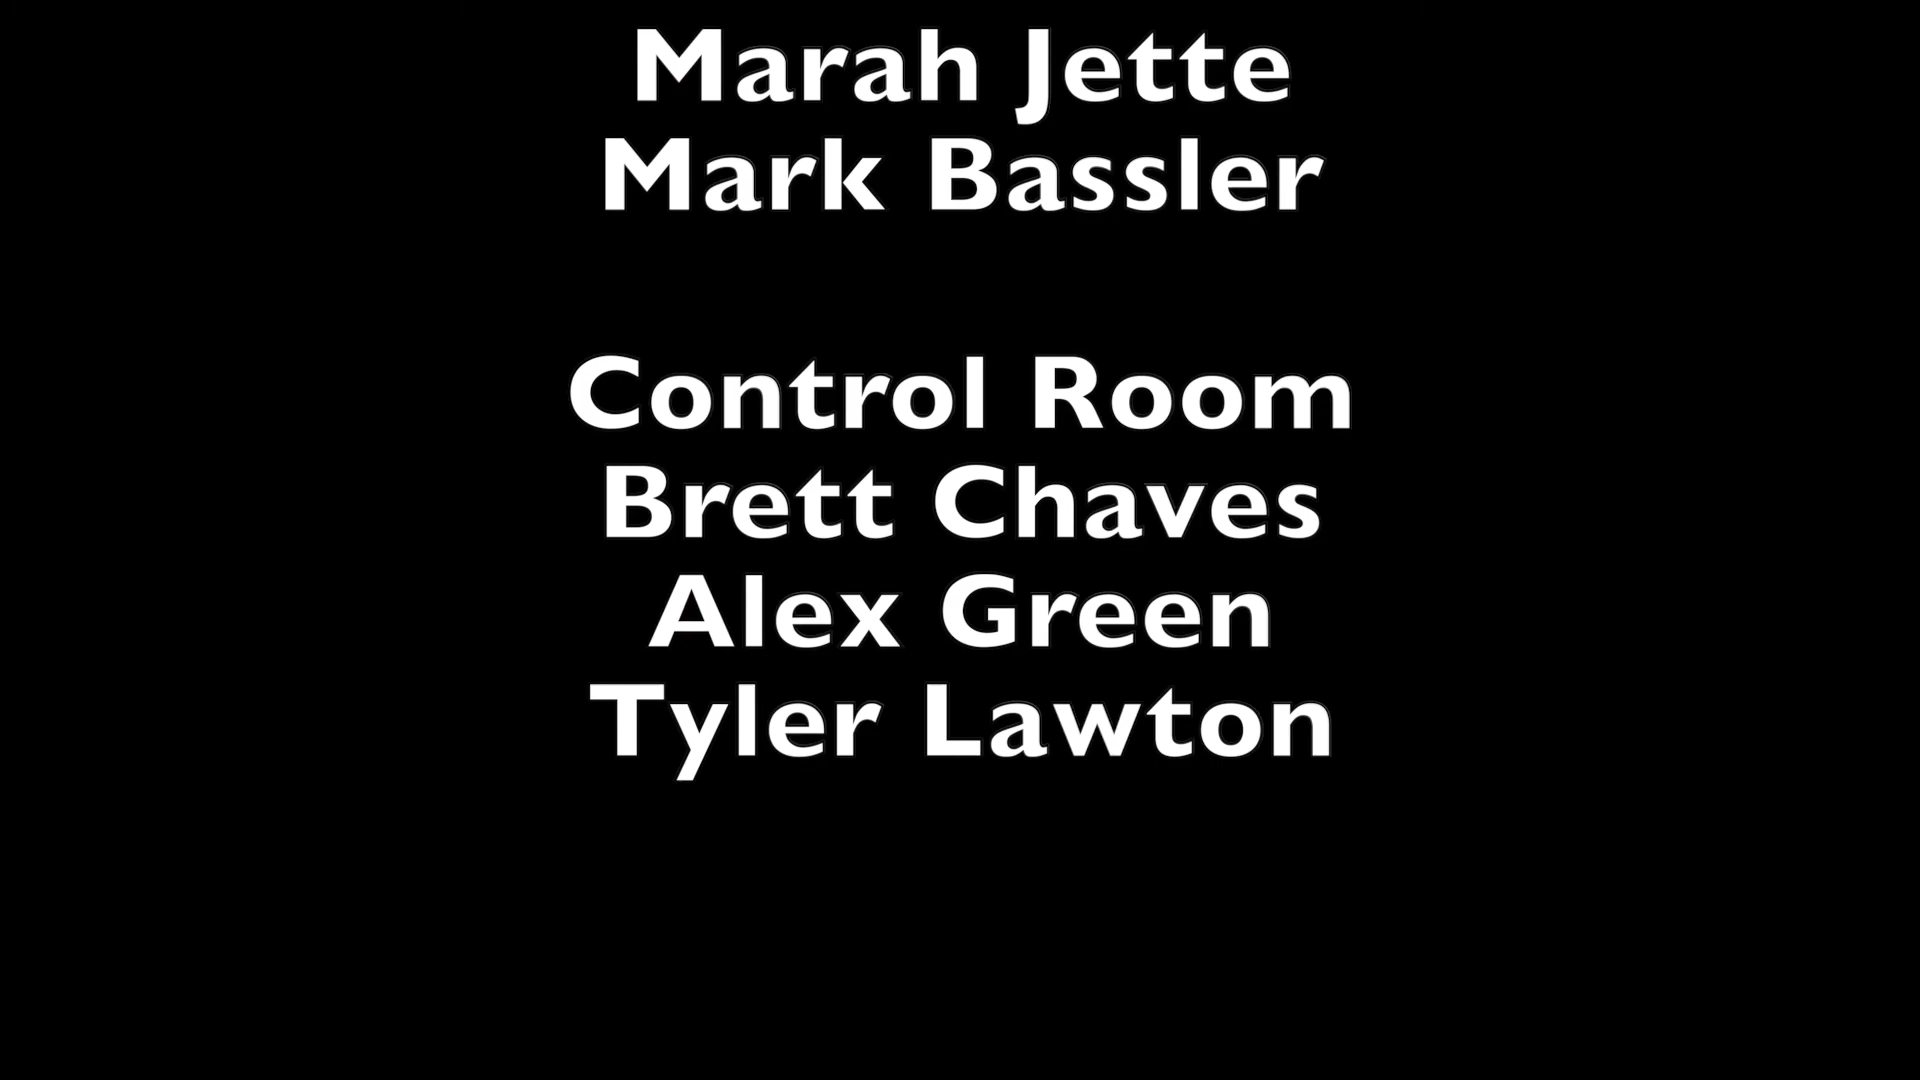 Marah Jette
Mark Bassler
Control Room
Brett Chaves
Alex Green
Tyler Lawton